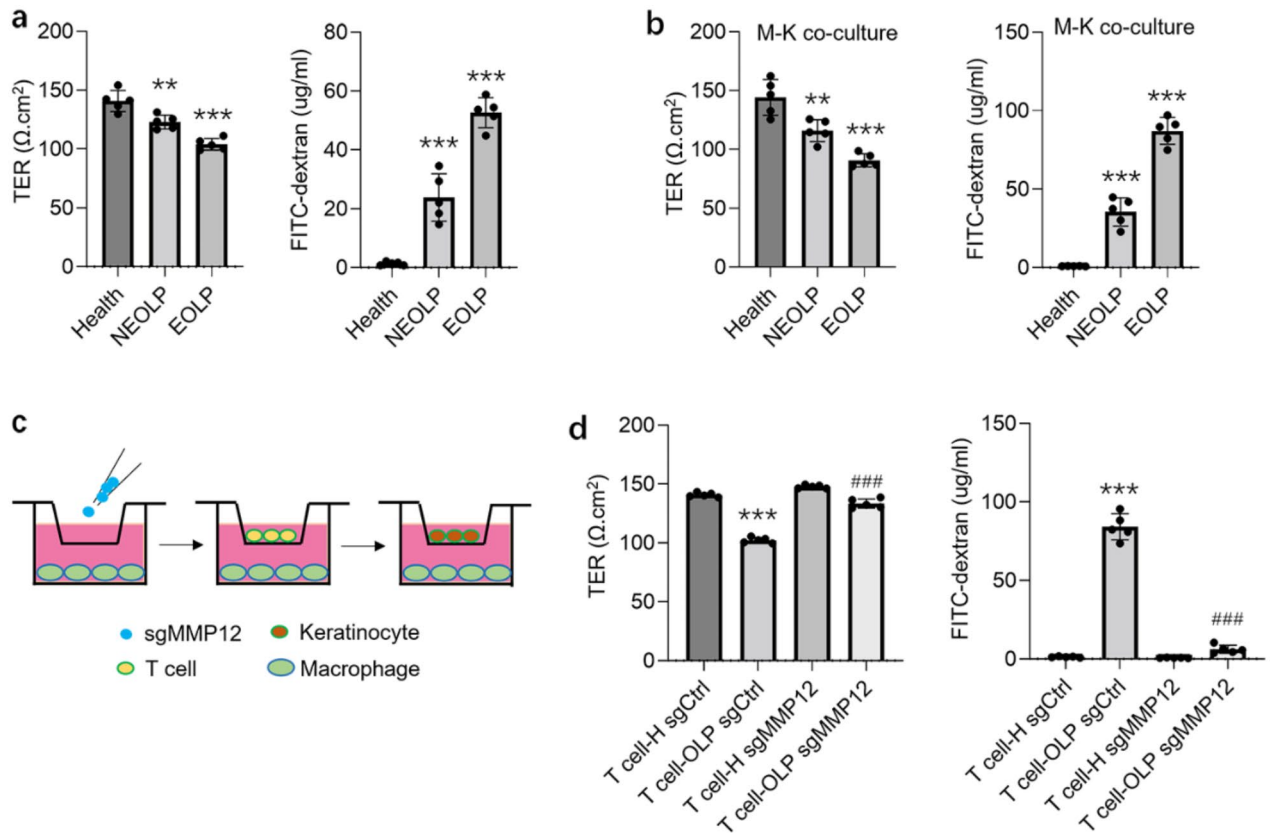 a
TER (Ω.cm²)
200
150
100
50
0
**
***
Health
NEOLP
EOLP
FITC-dextran (ug/ml)
80
60
40
20
0
***
***
Health
NEOLP
EOLP
b
M-K co-culture
TER (Ω.cm²)
200
150
100
50
0
**
***
Health
NEOLP
EOLP
M-K co-culture
FITC-dextran (ug/ml)
150
100
50
0
***
***
Health
NEOLP
EOLP
c
sgMMP12
Keratinocyte
T cell
Macrophage
d
TER (Ω.cm²)
200
150
100
50
0
***
###
T cell-H sgCtrl
T cell-OLP sgCtrl
T cell-H sgMMP12
T cell-OLP sgMMP12
FITC-dextran (ug/ml)
150
100
50
0
***
###
T cell-H sgCtrl
T cell-OLP sgCtrl
T cell-H sgMMP12
T cell-OLP sgMMP12